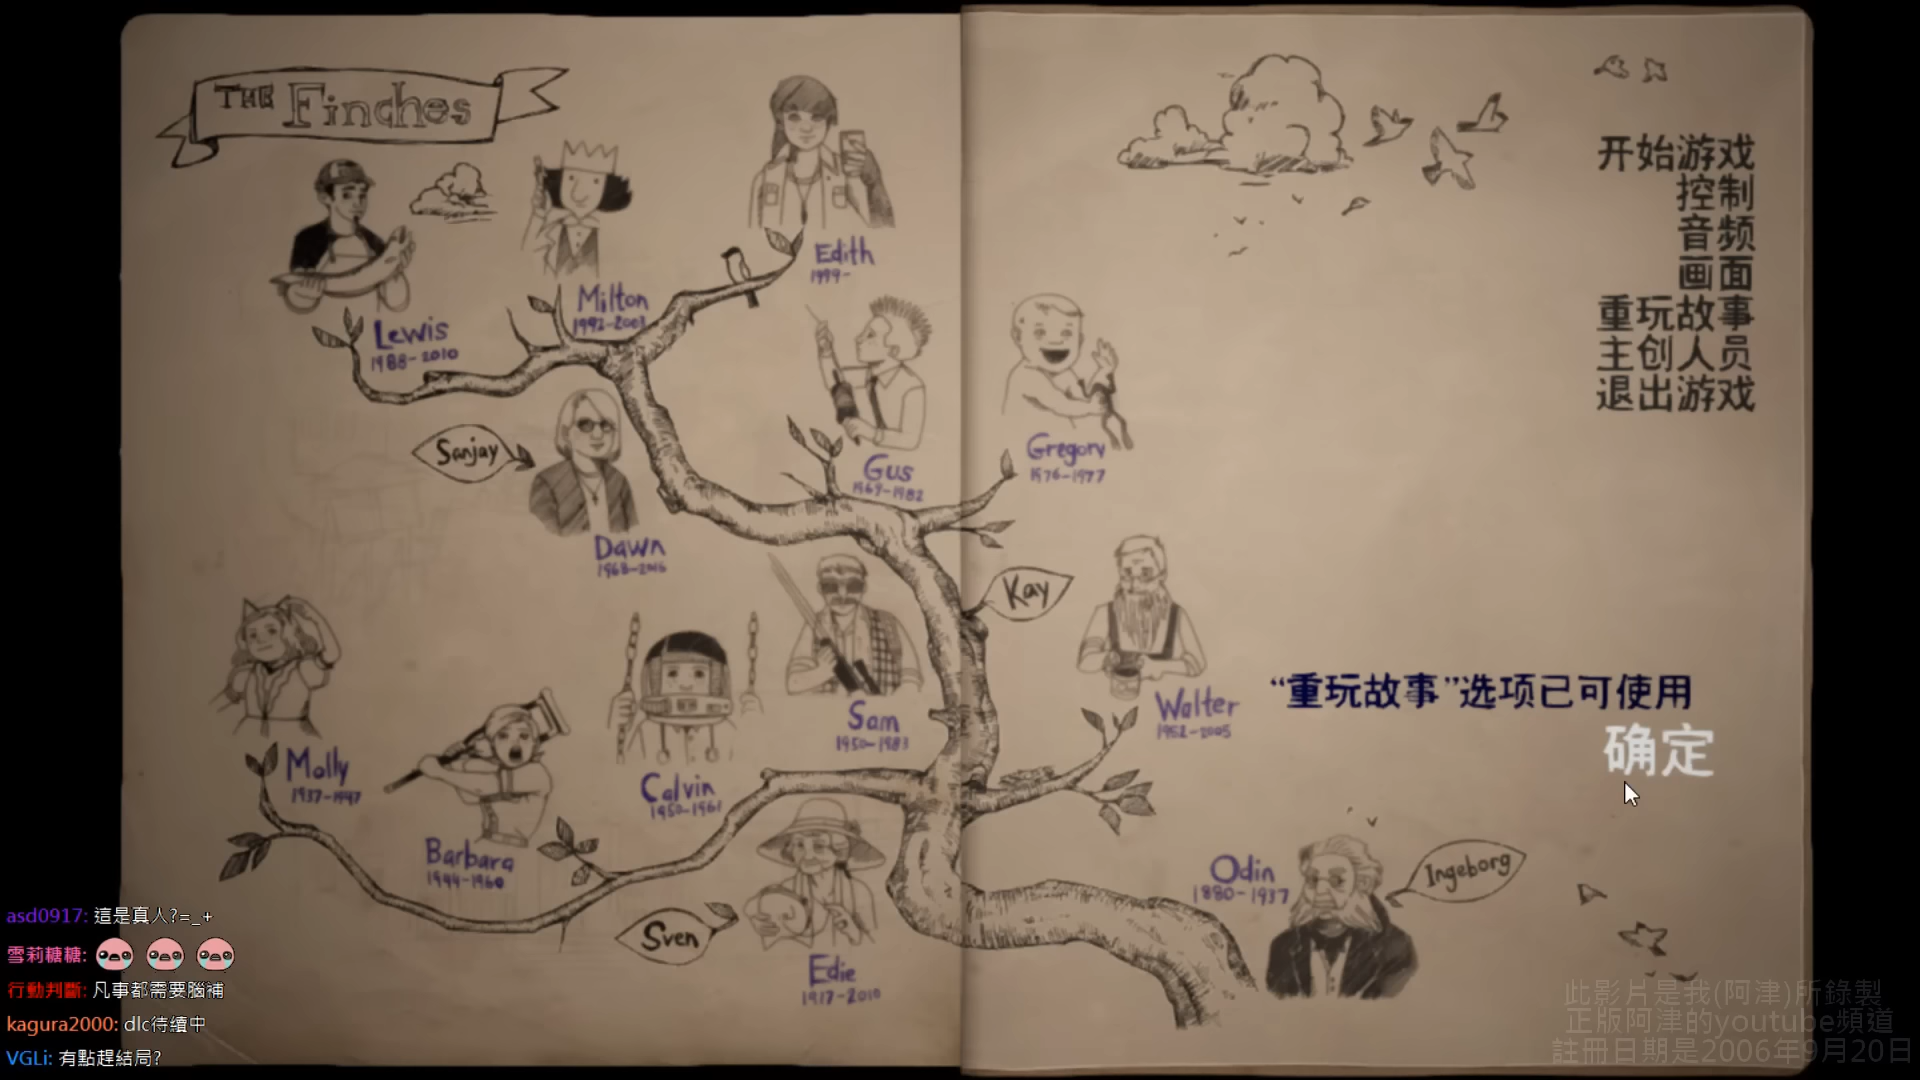 THE Finches
Edith
1999-
Milton
1992-2003
Lewis
1988-2010
Gus
1969-1982
Gregory
1976-1977
Sanjay
Dawn
1968-2016
Kay
Walter
1952-2005
Sam
1950-1983
Calvin
1950-1961
Molly
1937-1947
Barbara
1944-1960
Sven
Edie
1917-2010
Odin
1880-1937
Ingeborg
开始游戏
控制
音频
画面
重玩故事
主创人员
退出游戏
“重玩故事”选项已可使用
确定
asd0917: 這是真人?=_+
雪莉糖糖:
行動判斷: 凡事都需要腦補
kagura2000: dlc待續中
VGLi: 有點趕結局?
此影片是我(阿津)所錄製
正版阿津的youtube頻道
註冊日期是2006年9月20日